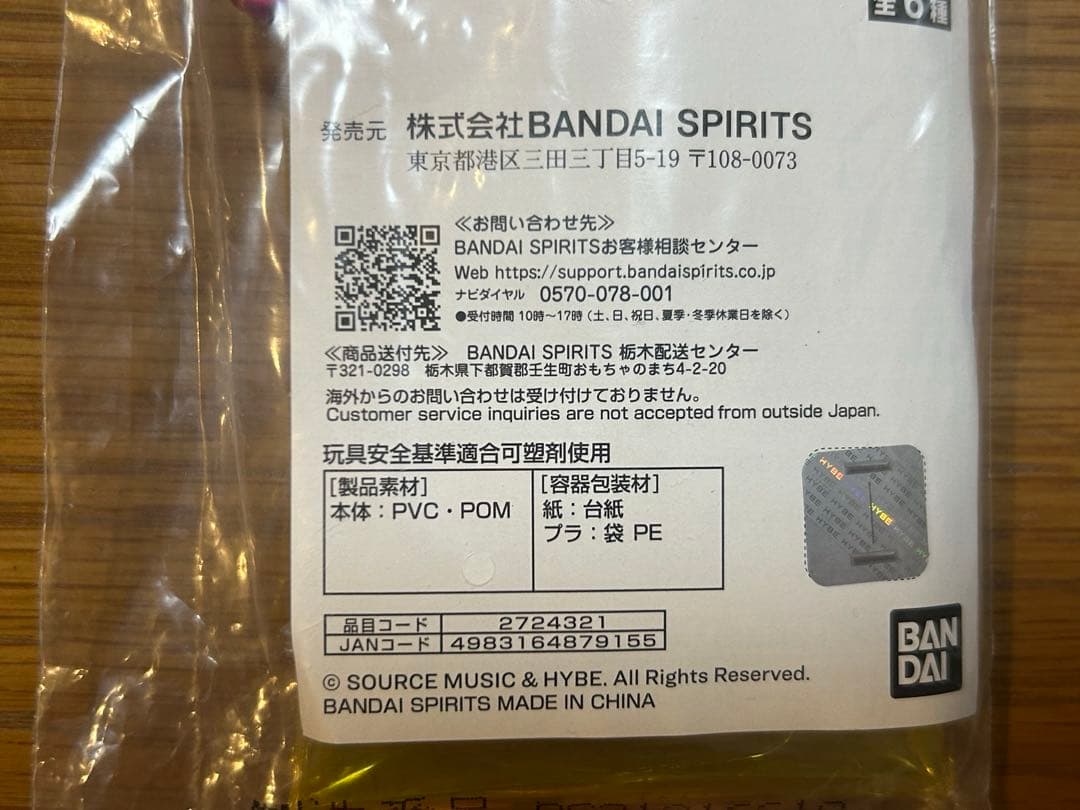 全6種
発売元 株式会社BANDAI SPIRITS
東京都港区三田三丁目5-19 〒108-0073
≪お問い合わせ先≫
BANDAI SPIRITSお客様相談センター
Web https://support.bandaispirits.co.jp
ナビダイヤル 0570-078-001
●受付時間 10時～17時（土、日、祝日、夏季・冬季休業日を除く）
≪商品送付先≫ BANDAI SPIRITS 栃木配送センター
〒321-0298 栃木県下都賀郡壬生町おもちゃのまち4-2-20
海外からのお問い合わせは受け付けておりません。
Customer service inquiries are not accepted from outside Japan.
玩具安全基準適合可塑剤使用
[製品素材]
本体：PVC・POM
[容器包装材]
紙：台紙
プラ：袋 PE
HYBE
HYBE
品目コード 2724321
JANコード 4983164879155
BAN
DAI
© SOURCE MUSIC & HYBE. All Rights Reserved.
BANDAI SPIRITS MADE IN CHINA